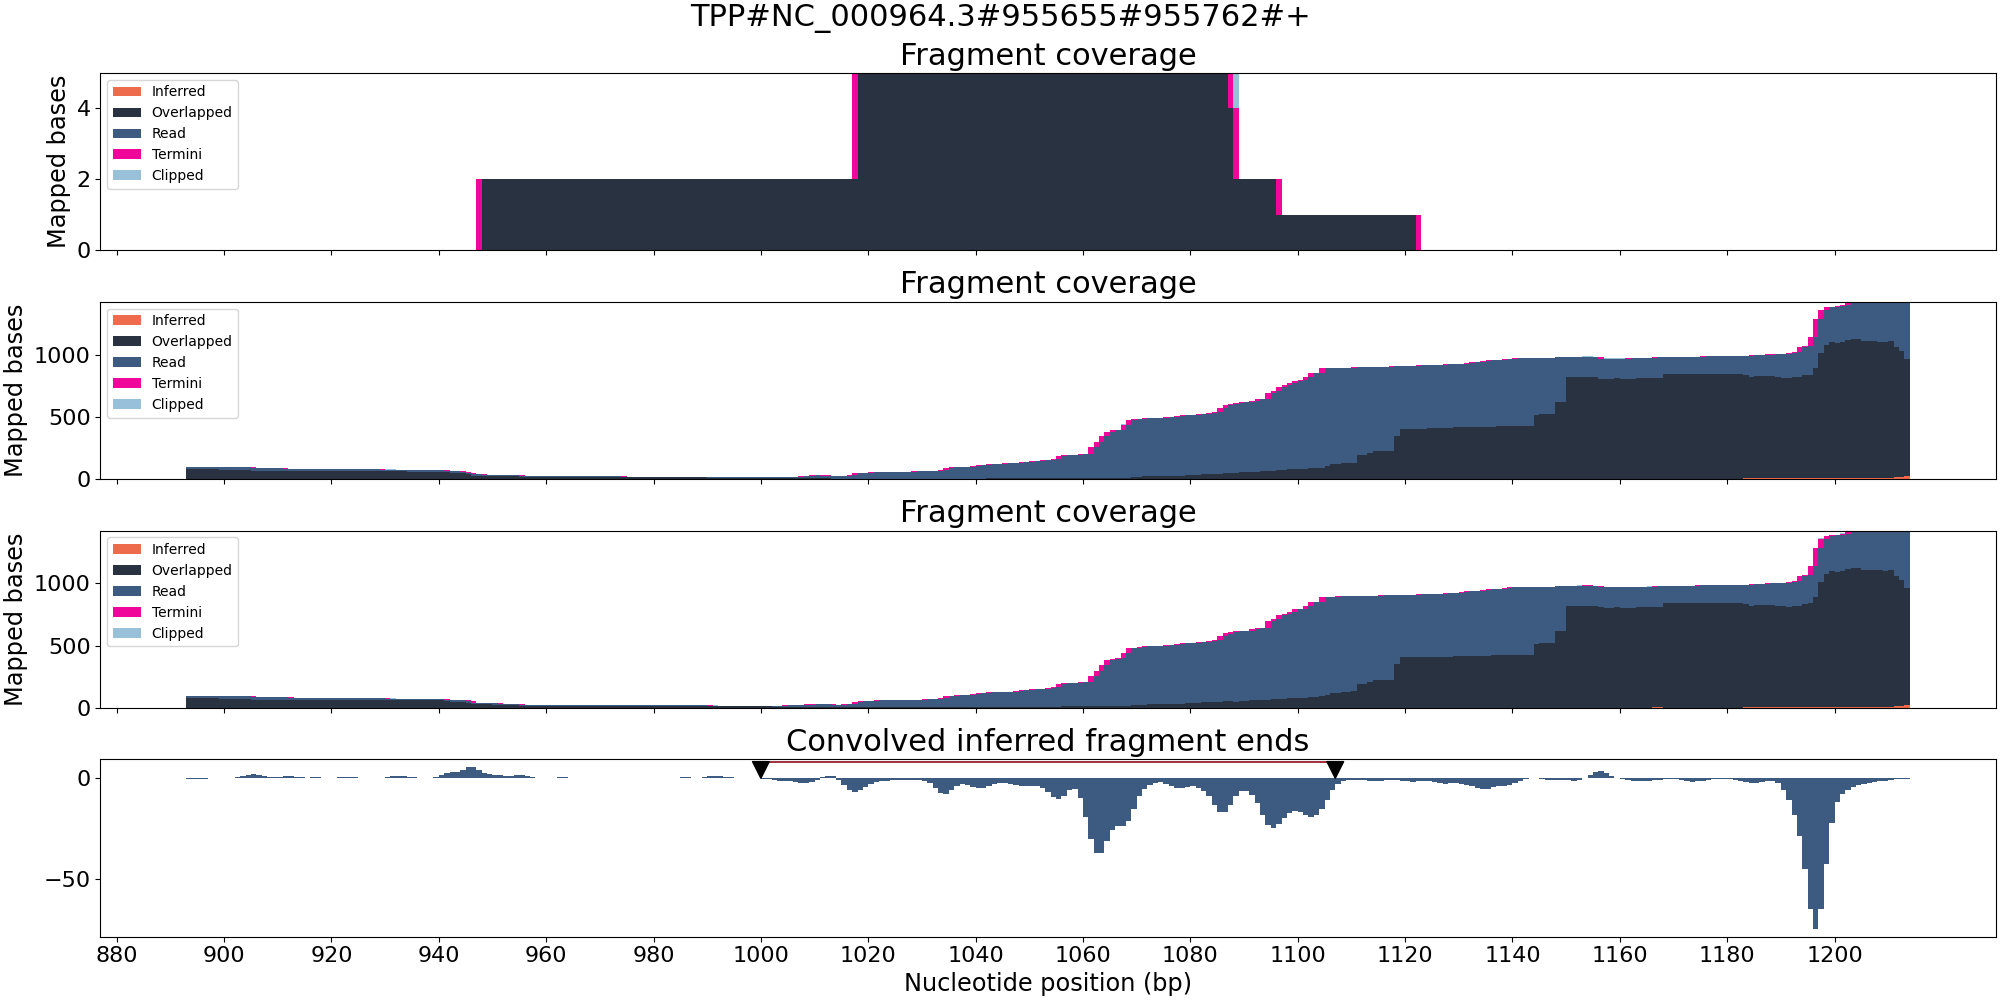 TPP#NC_000964.3#955655#955762#+
Fragment coverage
Mapped bases
4
2
0
Inferred
Overlapped
Read
Termini
Clipped
Fragment coverage
Mapped bases
1000
500
0
Inferred
Overlapped
Read
Termini
Clipped
Fragment coverage
Mapped bases
1000
500
0
Inferred
Overlapped
Read
Termini
Clipped
Convolved inferred fragment ends
0
−50
880 900 920 940 960 980 1000 1020 1040 1060 1080 1100 1120 1140 1160 1180 1200
Nucleotide position (bp)